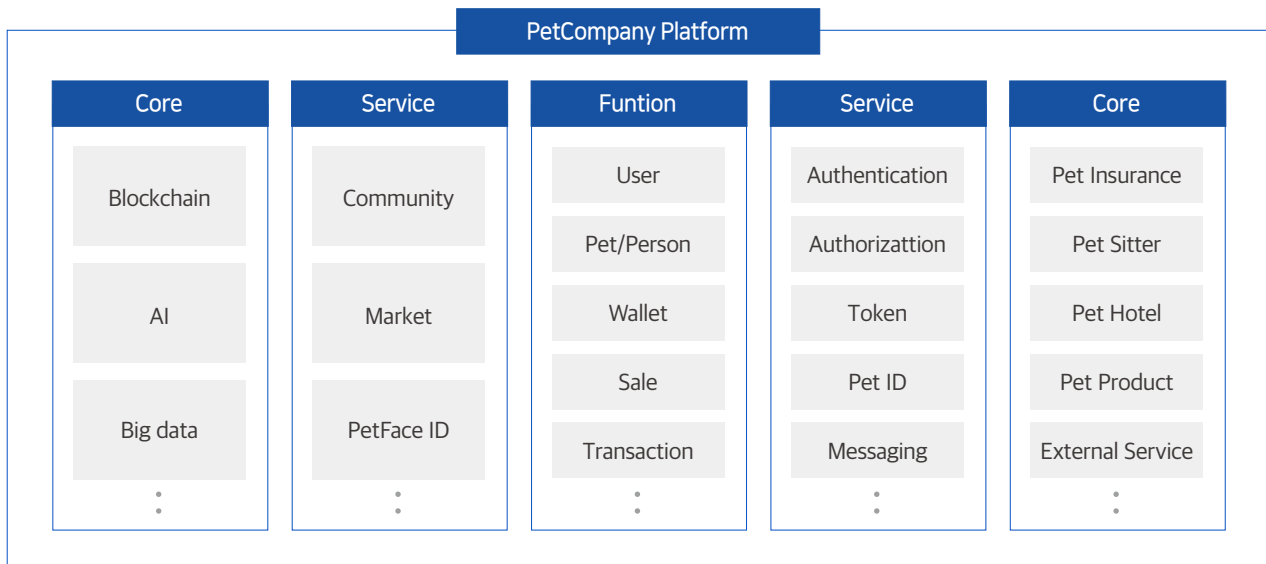 PetCompany Platform
Core
Blockchain
AI
Big data
Service
Community
Market
PetFace ID
Funtion
User
Pet/Person
Wallet
Sale
Transaction
Service
Authentication
Authorizattion
Token
Pet ID
Messaging
Core
Pet Insurance
Pet Sitter
Pet Hotel
Pet Product
External Service